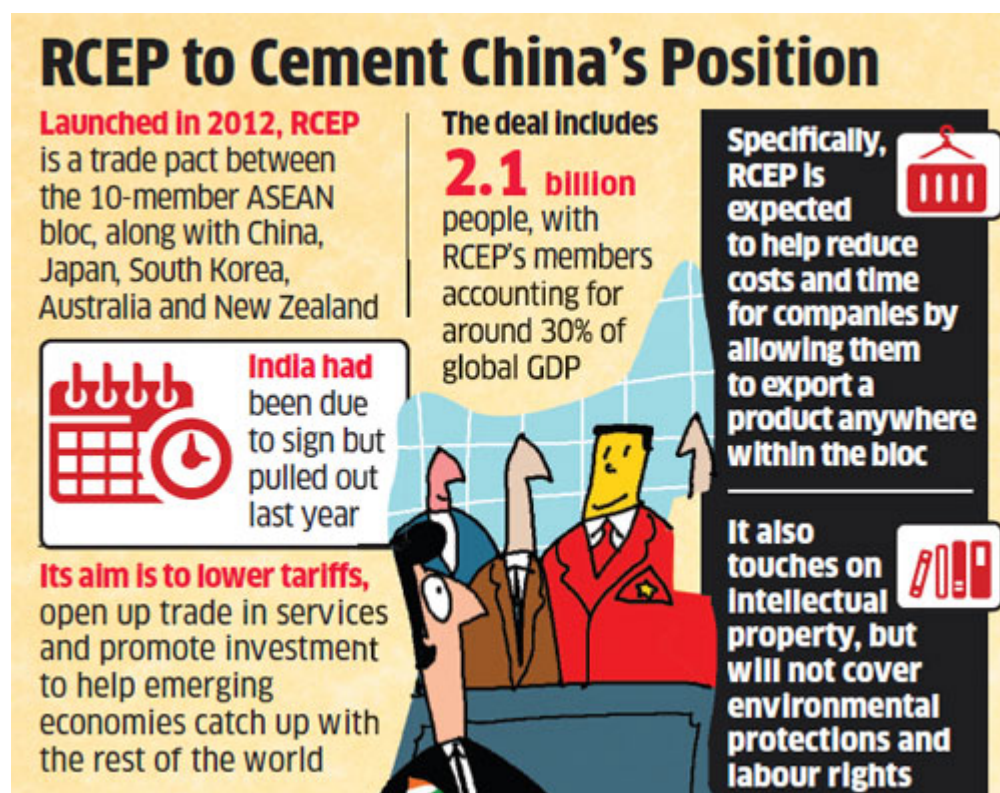 RCEP to Cement China's Position
Launched in 2012, RCEP
is a trade pact between
the 10-member ASEAN
bloc, along with China,
Japan, South Korea,
Australia and New Zealand
India had
been due
to sign but
pulled out
last year
Its aim is to lower tariffs,
open up trade in services
and promote investment
to help emerging
economies catch up with
the rest of the world
The deal includes
2.1 billion
people, with
RCEP's members
accounting for
around 30% of
global GDP
Specifically,
RCEP is
expected
to help reduce
costs and time
for companies by
allowing them
to export a
product anywhere
within the bloc
It also
touches on
intellectual
property, but
will not cover
environmental
protections and
labour rights